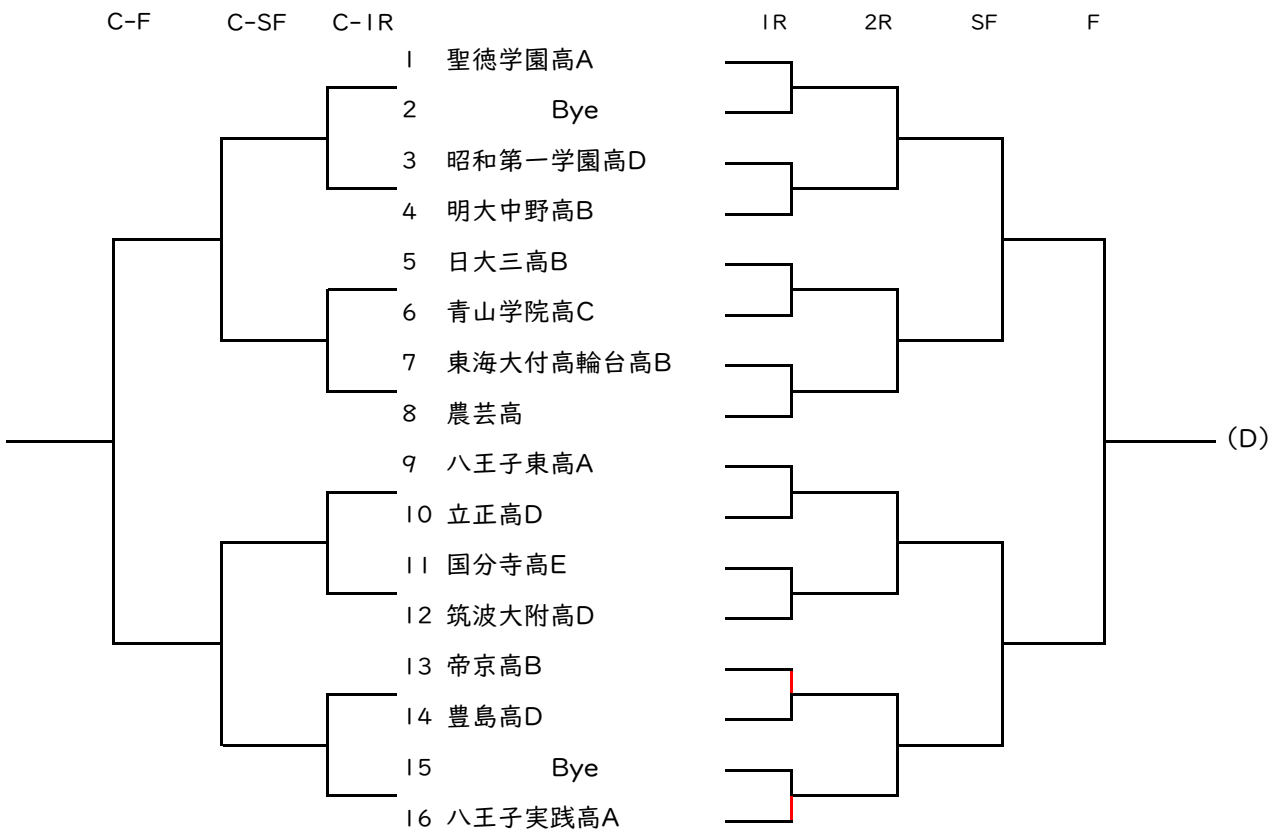 C-F C-SF C-1R 1R 2R SF F
1 聖徳学園高A
2 Bye
3 昭和第一学園高D
4 明大中野高B
5 日大三高B
6 青山学院高C
7 東海大付高輪台高B
8 農芸高
(D)
9 八王子東高A
10 立正高D
11 国分寺高E
12 筑波大附高D
13 帝京高B
14 豊島高D
15 Bye
16 八王子実践高A